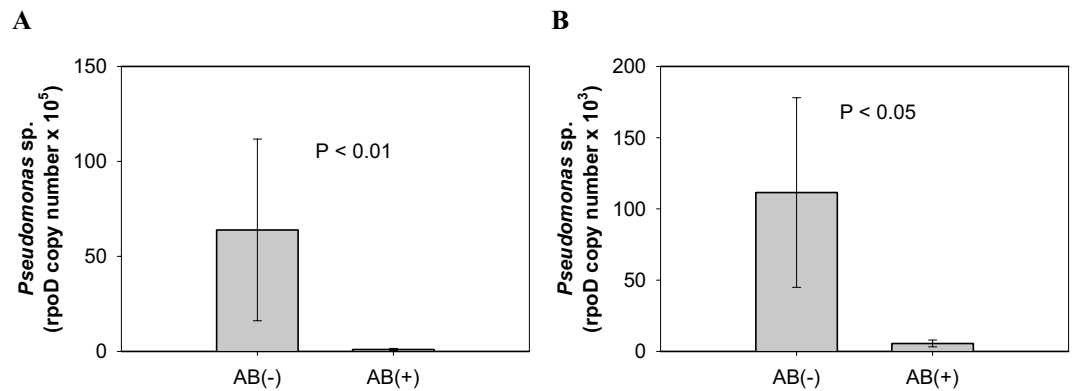 A
Pseudomonas sp.
(rpoD copy number x 10⁵)
150
100
50
0
P < 0.01
AB(-)
AB(+)
B
Pseudomonas sp.
(rpoD copy number x 10³)
200
150
100
50
0
P < 0.05
AB(-)
AB(+)